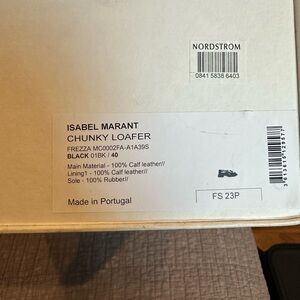 NORDSTROM
0841 5838 6403
ISABEL MARANT
CHUNKY LOAFER
FREZZA MC0002FA-A1A39S
BLACK 01BK / 40
Main Material - 100% Calf leather//
Lining1 - 100% Calf leather//
Sole - 100% Rubber//
Made in Portugal
FS 23P